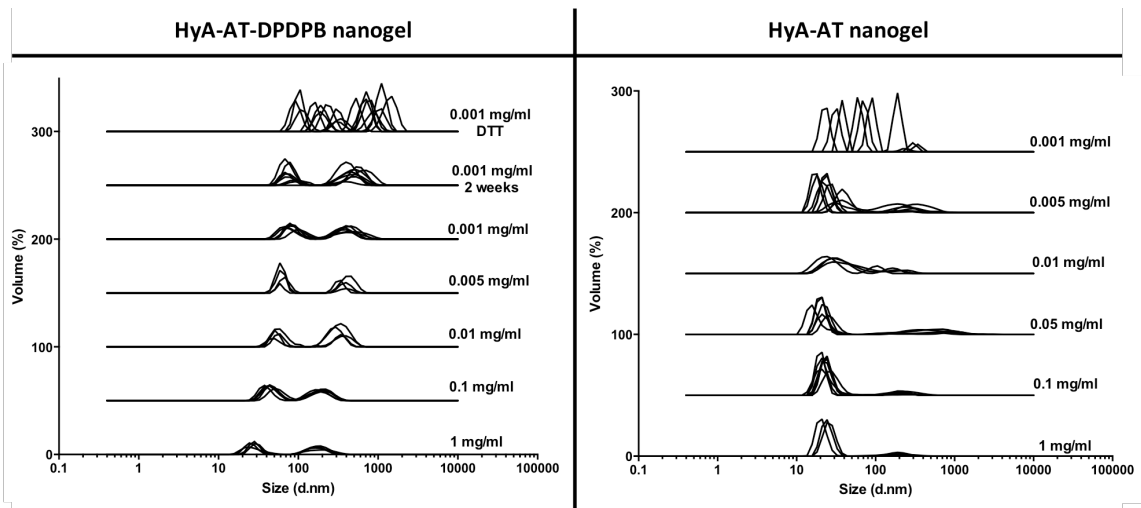 HyA-AT-DPDPB nanogel
HyA-AT nanogel
Volume (%)
300
200
100
0
0.001 mg/ml
DTT
0.001 mg/ml
2 weeks
0.001 mg/ml
0.005 mg/ml
0.01 mg/ml
0.1 mg/ml
1 mg/ml
0.1 1 10 100 1000 10000 100000
Size (d.nm)
Volume (%)
300
200
100
0
0.001 mg/ml
0.005 mg/ml
0.01 mg/ml
0.05 mg/ml
0.1 mg/ml
1 mg/ml
0.1 1 10 100 1000 10000 100000
Size (d.nm)